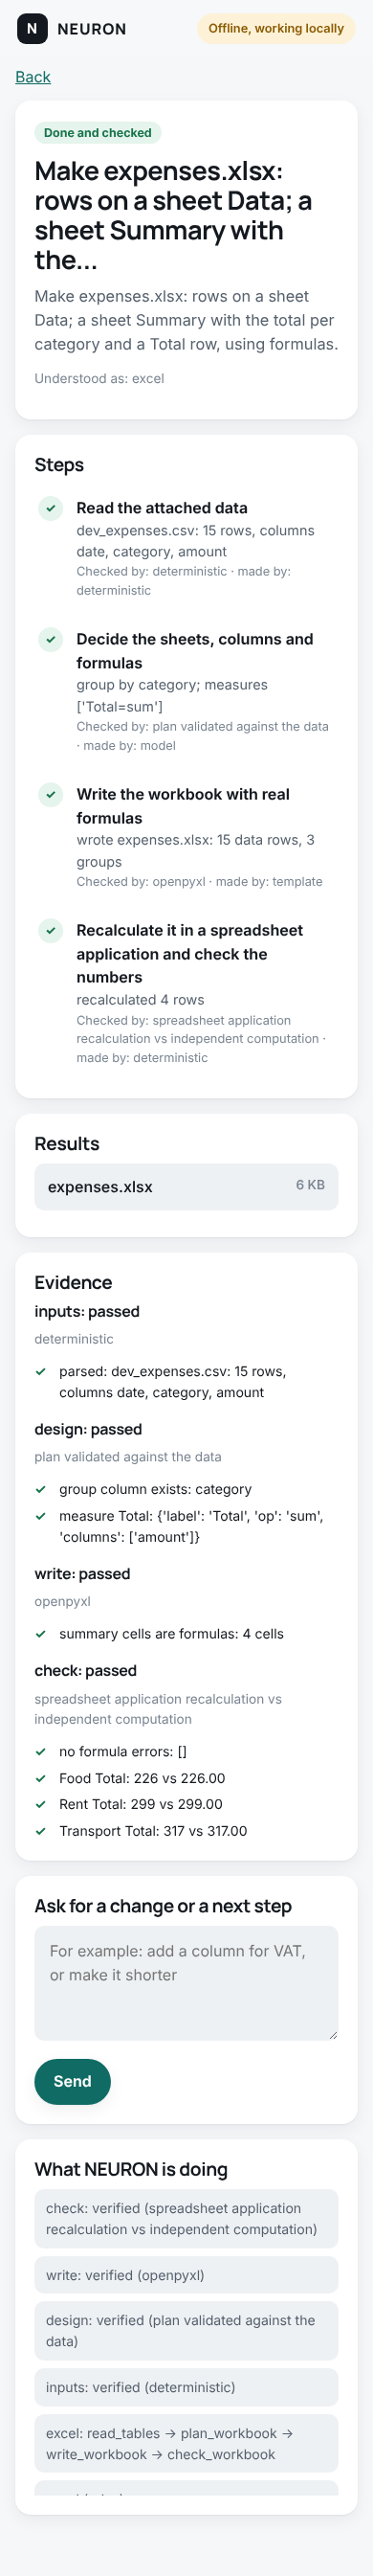 N NEURON
Offline, working locally
Back
Done and checked
Make expenses.xlsx:
rows on a sheet Data; a
sheet Summary with
the...
Make expenses.xlsx: rows on a sheet
Data; a sheet Summary with the total per
category and a Total row, using formulas.
Understood as: excel
Steps
Read the attached data
dev_expenses.csv: 15 rows, columns
date, category, amount
Checked by: deterministic · made by:
deterministic
Decide the sheets, columns and
formulas
group by category; measures
['Total=sum']
Checked by: plan validated against the data
· made by: model
Write the workbook with real
formulas
wrote expenses.xlsx: 15 data rows, 3
groups
Checked by: openpyxl · made by: template
Recalculate it in a spreadsheet
application and check the
numbers
recalculated 4 rows
Checked by: spreadsheet application
recalculation vs independent computation ·
made by: deterministic
Results
expenses.xlsx 6 KB
Evidence
inputs: passed
deterministic
parsed: dev_expenses.csv: 15 rows,
columns date, category, amount
design: passed
plan validated against the data
group column exists: category
measure Total: {'label': 'Total', 'op': 'sum',
'columns': ['amount']}
write: passed
openpyxl
summary cells are formulas: 4 cells
check: passed
spreadsheet application recalculation vs
independent computation
no formula errors: []
Food Total: 226 vs 226.00
Rent Total: 299 vs 299.00
Transport Total: 317 vs 317.00
Ask for a change or a next step
For example: add a column for VAT,
or make it shorter
Send
What NEURON is doing
check: verified (spreadsheet application
recalculation vs independent computation)
write: verified (openpyxl)
design: verified (plan validated against the
data)
inputs: verified (deterministic)
excel: read_tables → plan_workbook →
write_workbook → check_workbook